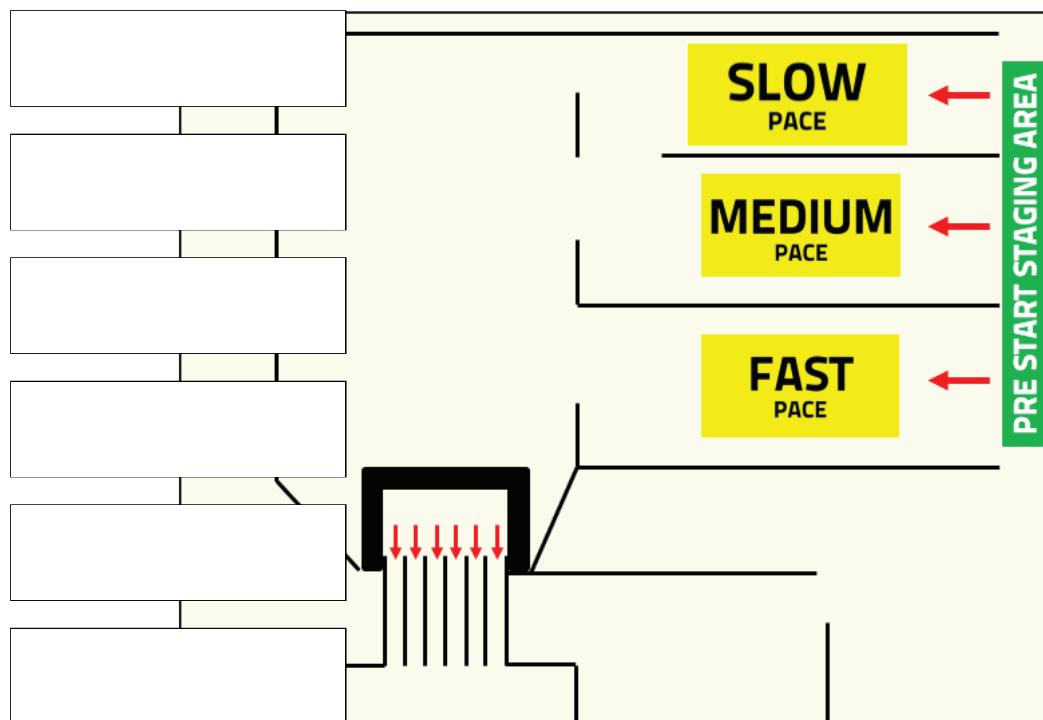 SLOW
PACE
MEDIUM
PACE
FAST
PACE
PRE START STAGING AREA